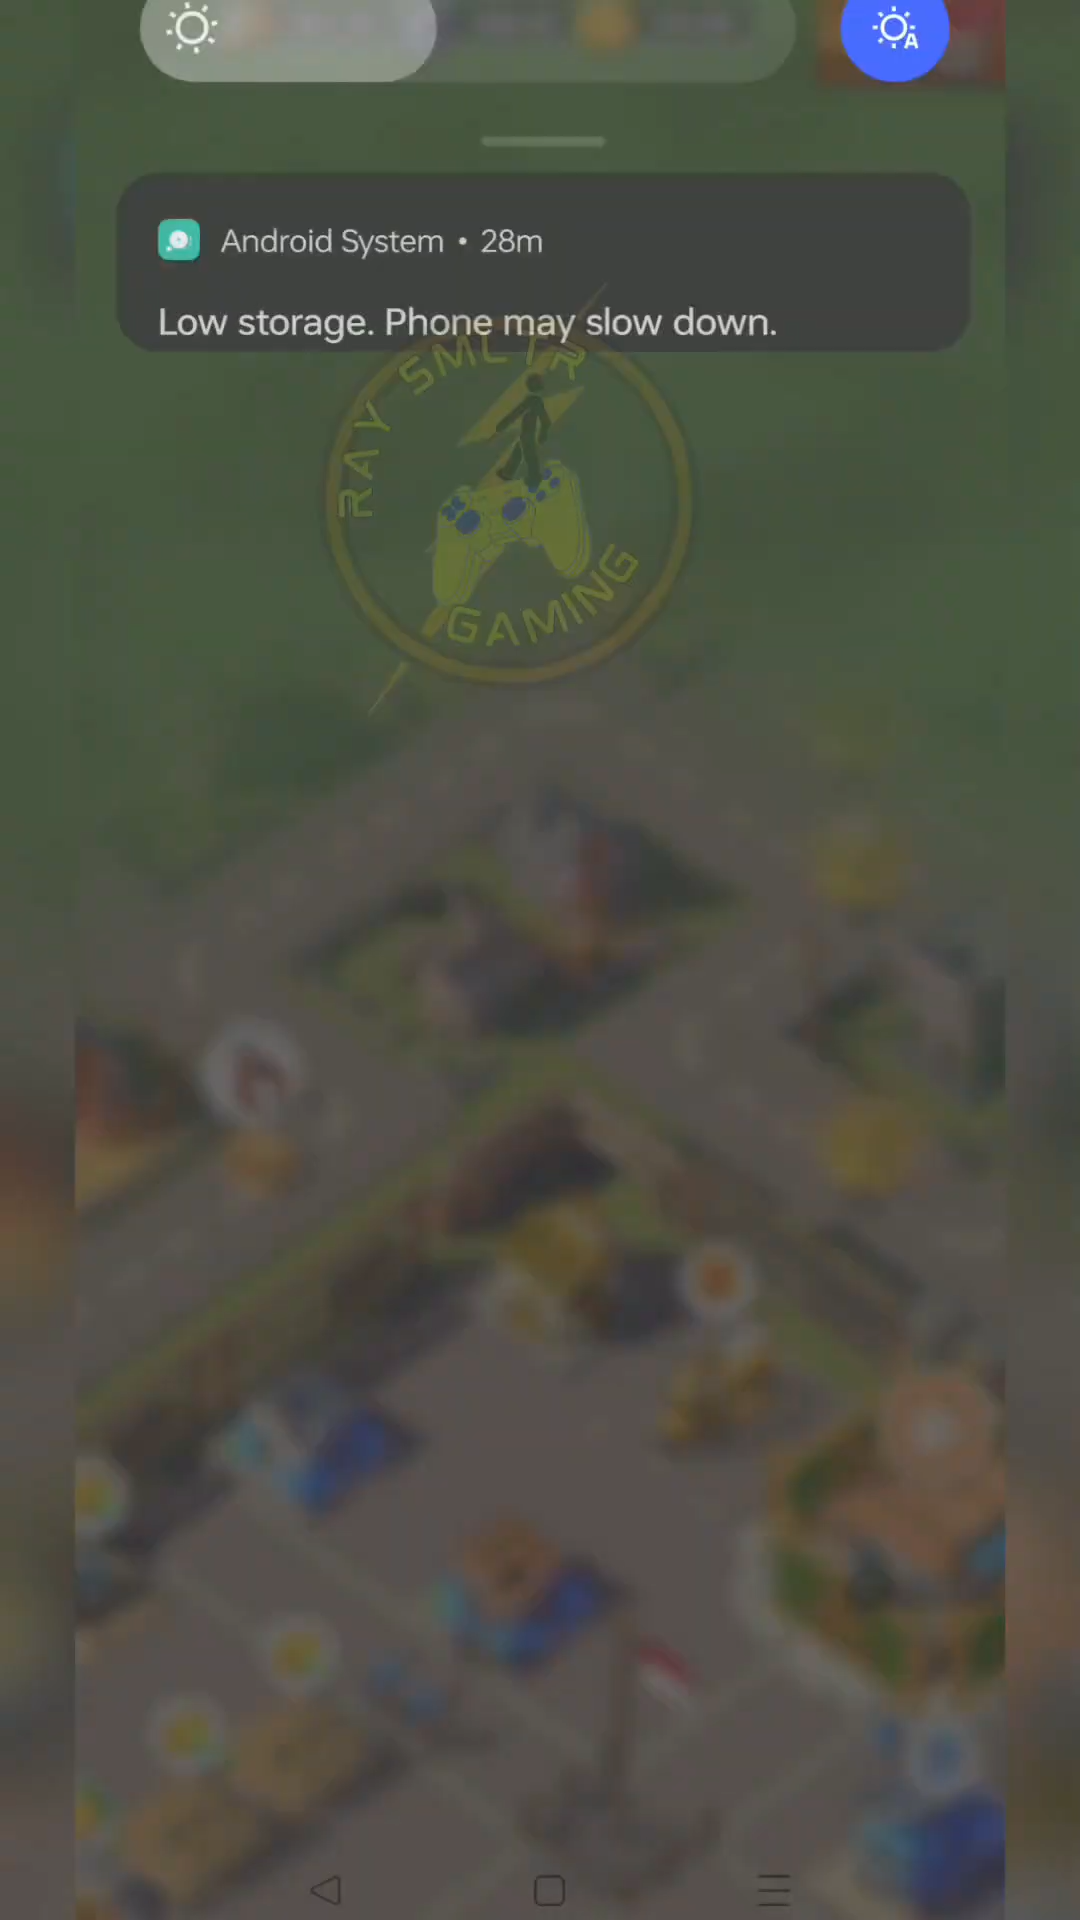 Android System • 28m
Low storage. Phone may slow down.
RAY SMLTR
GAMING